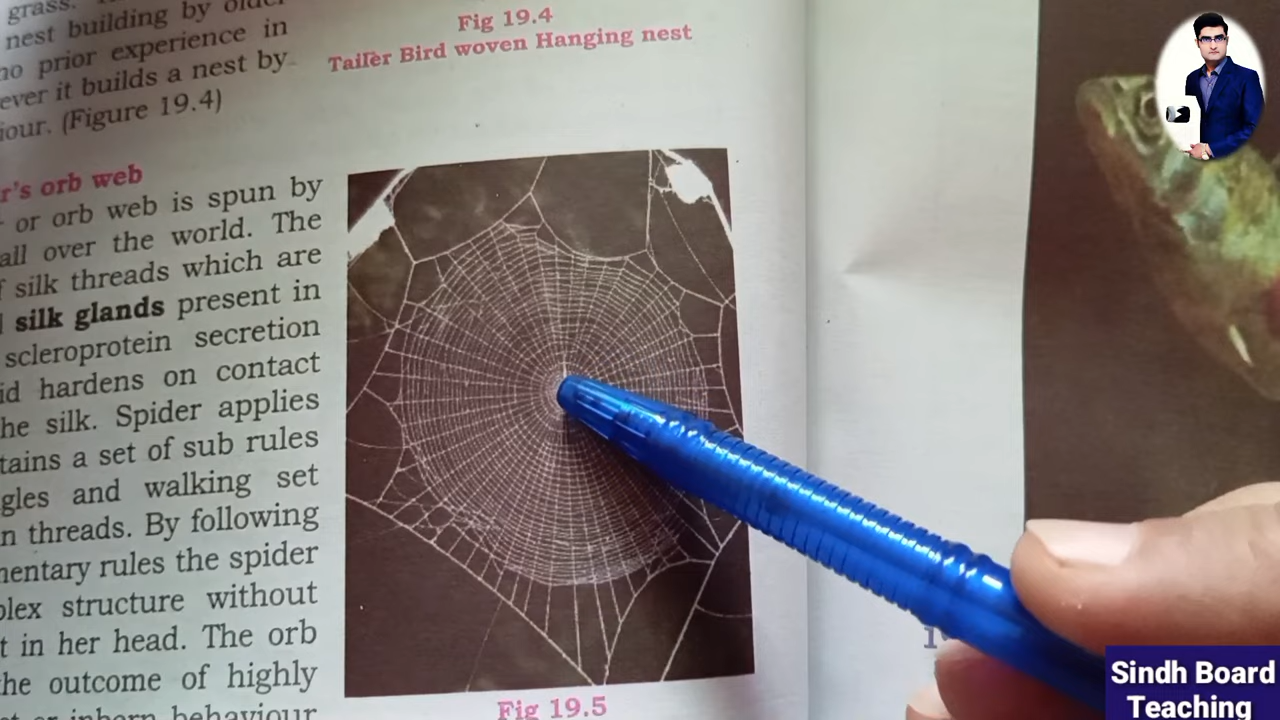 grass.
nest building by older
no prior experience in
ever it builds a nest by
iour. (Figure 19.4)
Fig 19.4
Tailer Bird woven Hanging nest
r's orb web
or orb web is spun by
all over the world. The
f silk threads which are
silk glands present in
scleroprotein secretion
id hardens on contact
he silk. Spider applies
tains a set of sub rules
gles and walking set
n threads. By following
mentary rules the spider
plex structure without
t in her head. The orb
the outcome of highly
or inborn behaviour
Fig 19.5
Sindh Board
Teaching